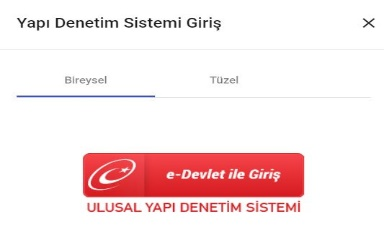 Yapı Denetim Sistemi Giriş
Bireysel Tüzel
e-Devlet ile Giriş
ULUSAL YAPI DENETİM SİSTEMİ